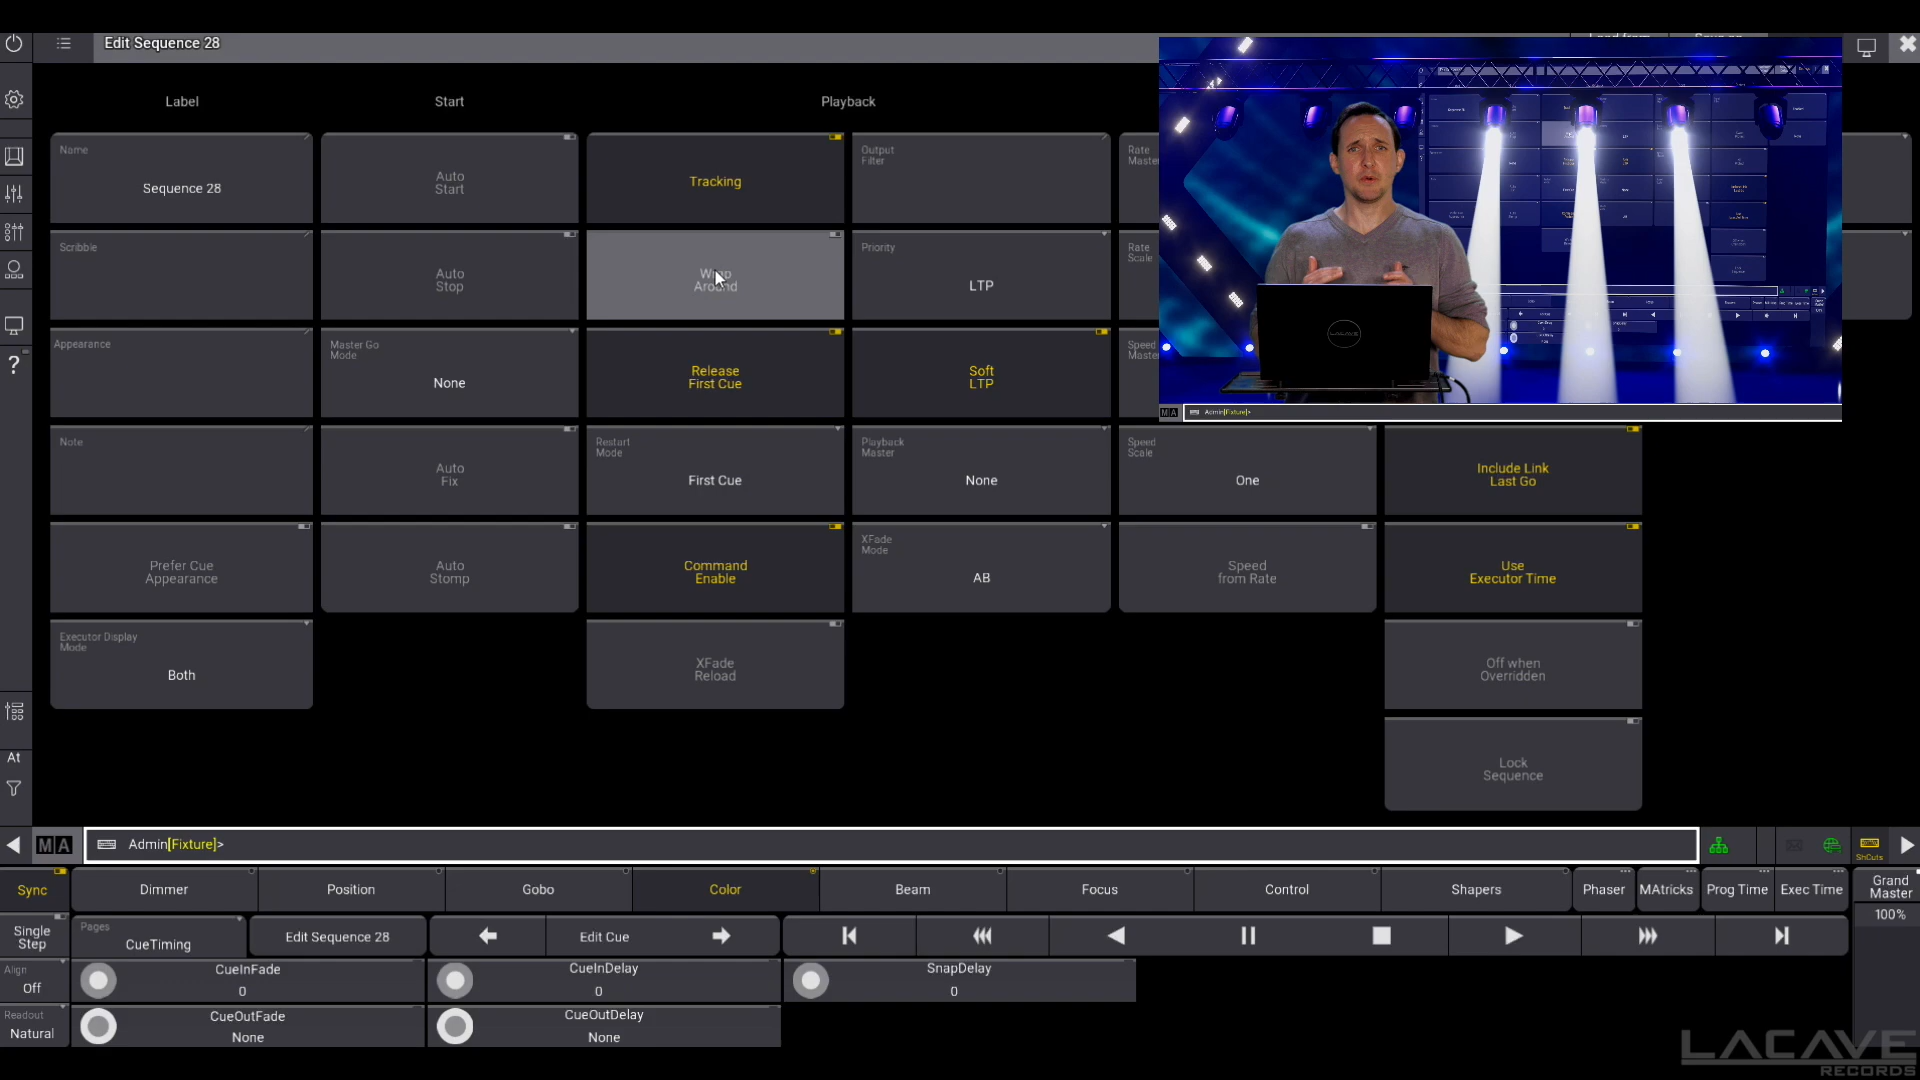 Edit Sequence 28
Label
Start
Playback
Name
Sequence 28
Auto
Start
Tracking
Output
Filter
Rate
Master
Scribble
Auto
Stop
Wrap
Around
Priority
LTP
Rate
Scale
Appearance
Master Go
Mode
None
Release
First Cue
Soft
LTP
Speed
Master
MA
Admin[Fixture]>
Note
Auto
Fix
Restart
Mode
First Cue
Playback
Master
None
Speed
Scale
One
Include Link
Last Go
Prefer Cue
Appearance
Auto
Stomp
Command
Enable
XFade
Mode
AB
Speed
from Rate
Use
Executor Time
Executor Display
Mode
Both
XFade
Reload
Off when
Overridden
Lock
Sequence
At
MA
Admin[Fixture]>
ShCuts
Sync
Dimmer
Position
Gobo
Color
Beam
Focus
Control
Shapers
Phaser
MAtricks
Prog Time
Exec Time
Grand
Master
100%
Single
Step
Pages
CueTiming
Edit Sequence 28
Edit Cue
Align
Off
CueInFade
0
CueInDelay
0
SnapDelay
0
Readout
Natural
CueOutFade
None
CueOutDelay
None
LACAVE
RECORDS